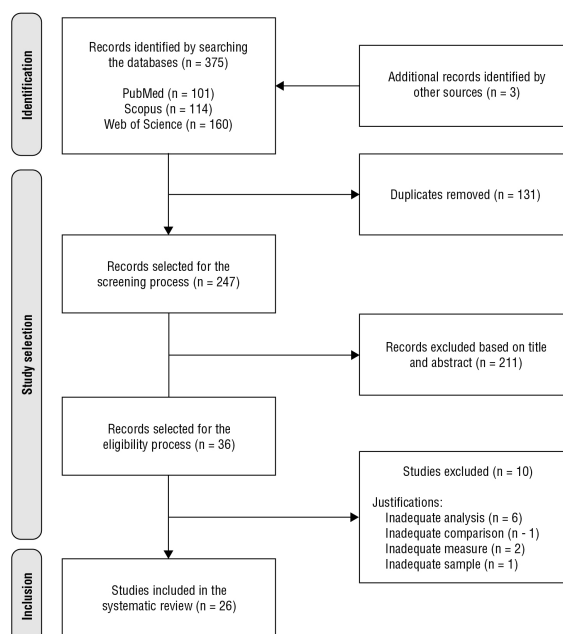 Identification
Records identified by searching
the databases (n = 375)
PubMed (n = 101)
Scopus (n = 114)
Web of Science (n = 160)
Additional records identified by
other sources (n = 3)
Study selection
Duplicates removed (n = 131)
Records selected for the
screening process (n = 247)
Records excluded based on title
and abstract (n = 211)
Records selected for the
eligibility process (n = 36)
Studies excluded (n = 10)
Justifications:
Inadequate analysis (n = 6)
Inadequate comparison (n - 1)
Inadequate measure (n = 2)
Inadequate sample (n = 1)
Inclusion
Studies included in the
systematic review (n = 26)